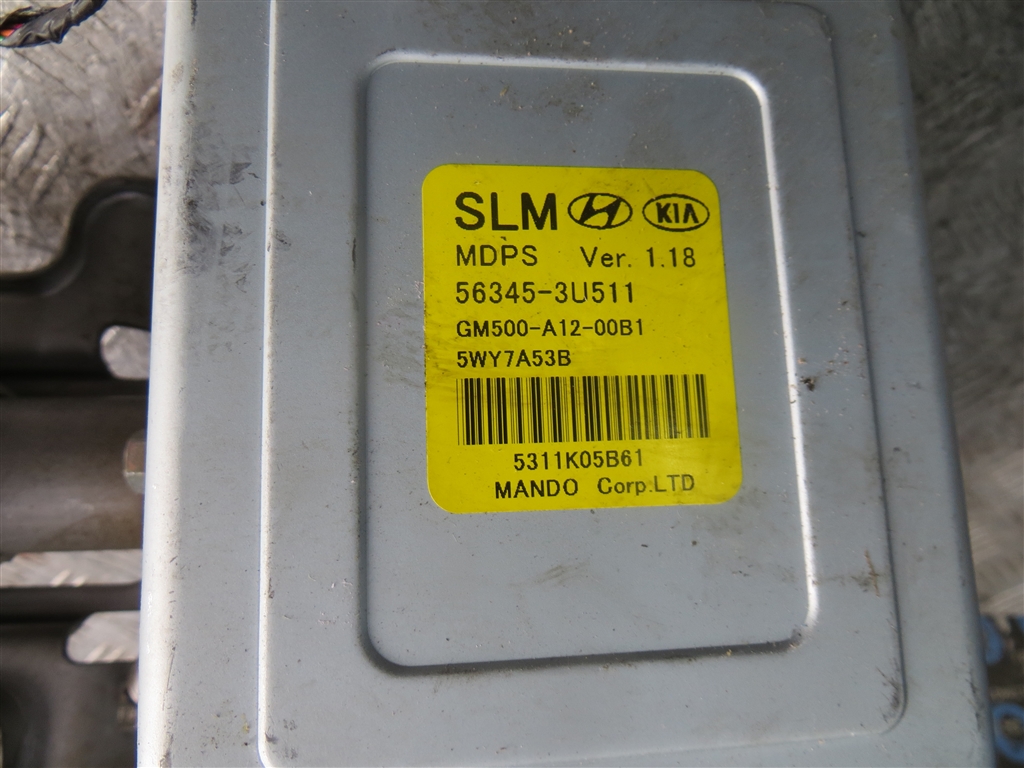 SLM KIA
MDPS Ver. 1.18
56345-3U511
GM500-A12-00B1
5WY7A53B
5311K05B61
MANDO Corp.LTD